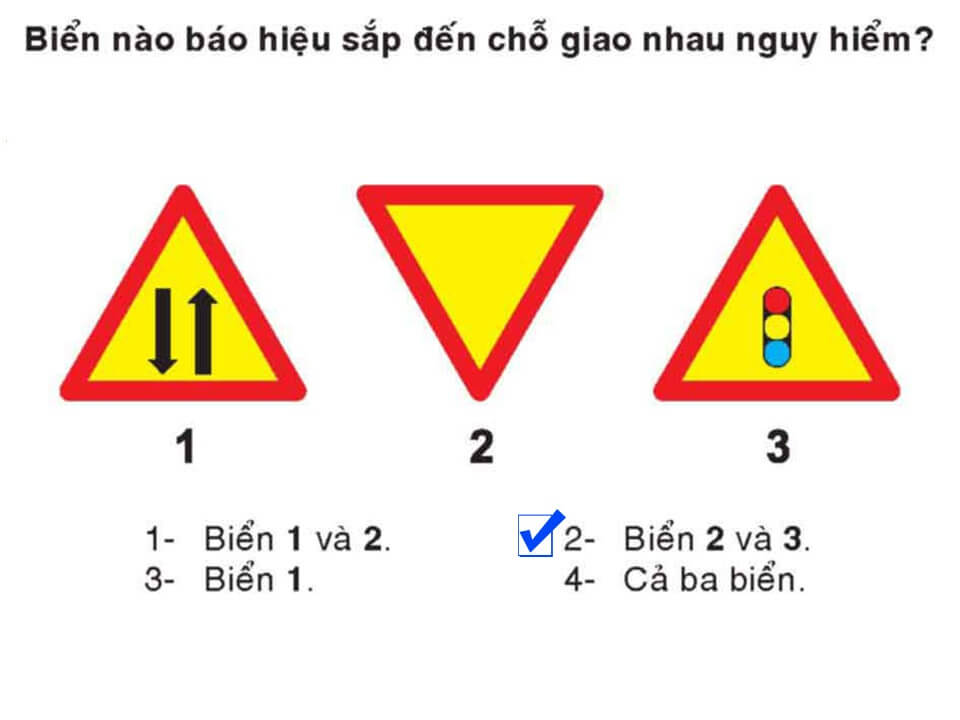 Biển nào báo hiệu sắp đến chỗ giao nhau nguy hiểm?
1 2 3
1- Biển 1 và 2. 2- Biển 2 và 3.
3- Biển 1. 4- Cả ba biển.